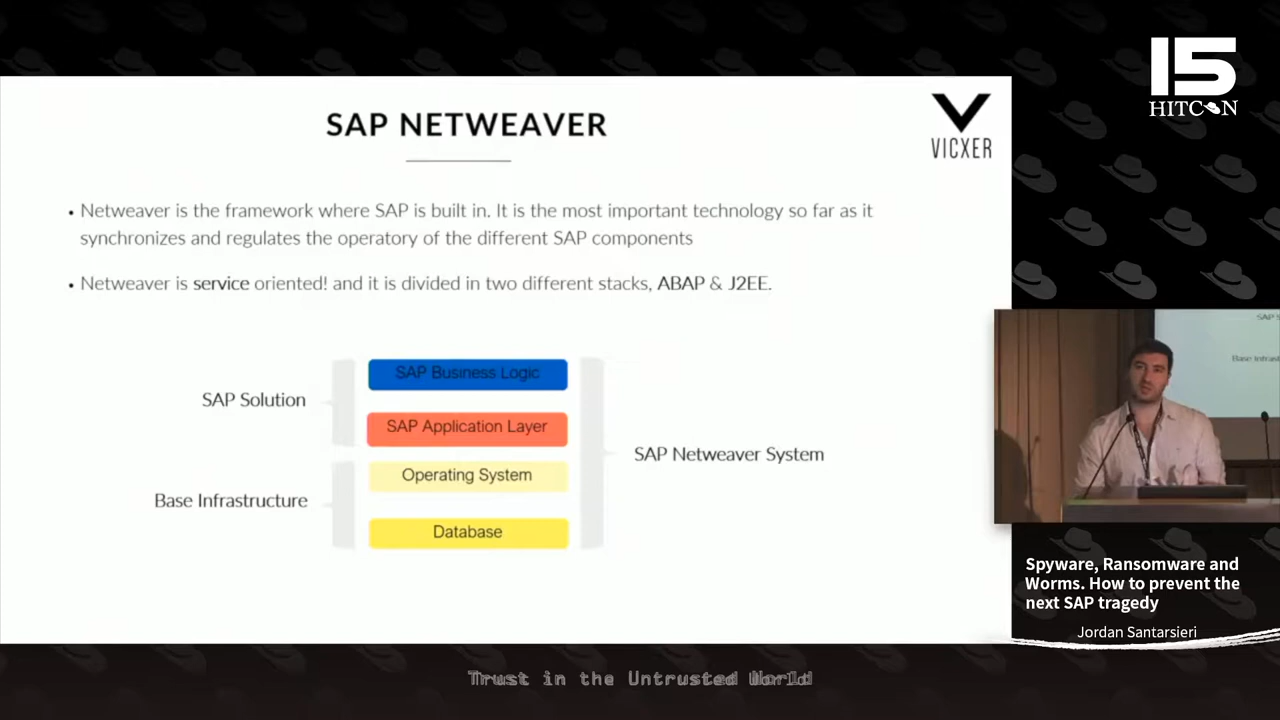 15
HITCON
SAP NETWEAVER
VICXER
• Netweaver is the framework where SAP is built in. It is the most important technology so far as it
synchronizes and regulates the operatory of the different SAP components
• Netweaver is service oriented! and it is divided in two different stacks, ABAP & J2EE.
SAP Business Logic
SAP Solution
SAP Application Layer
SAP Netweaver System
Operating System
Base Infrastructure
Database
SAP S
Base Infrast
Spyware, Ransomware and
Worms. How to prevent the
next SAP tragedy
Jordan Santarsieri
Trust in the Untrusted World